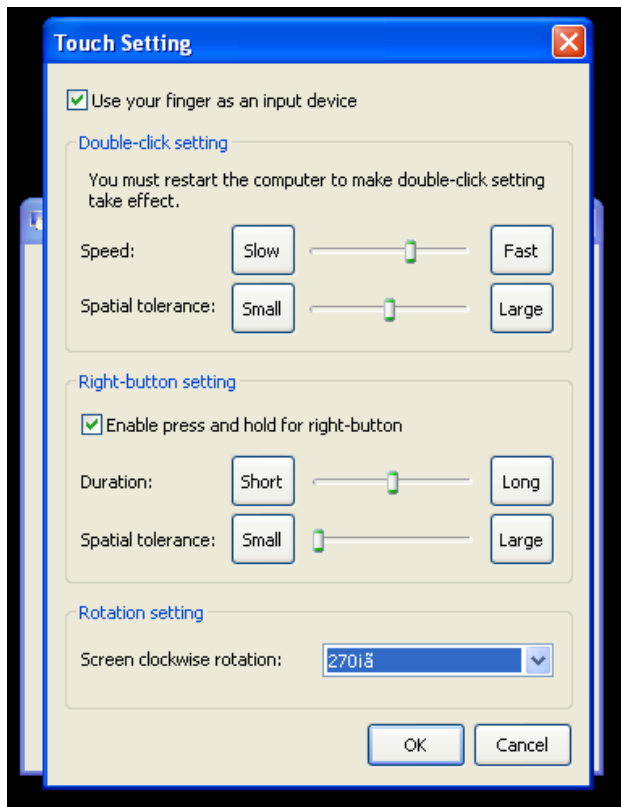 Touch Setting
Use your finger as an input device
Double-click setting
You must restart the computer to make double-click setting
take effect.
Speed: Slow Fast
Spatial tolerance: Small Large
Right-button setting
Enable press and hold for right-button
Duration: Short Long
Spatial tolerance: Small Large
Rotation setting
Screen clockwise rotation: 270iã
OK Cancel